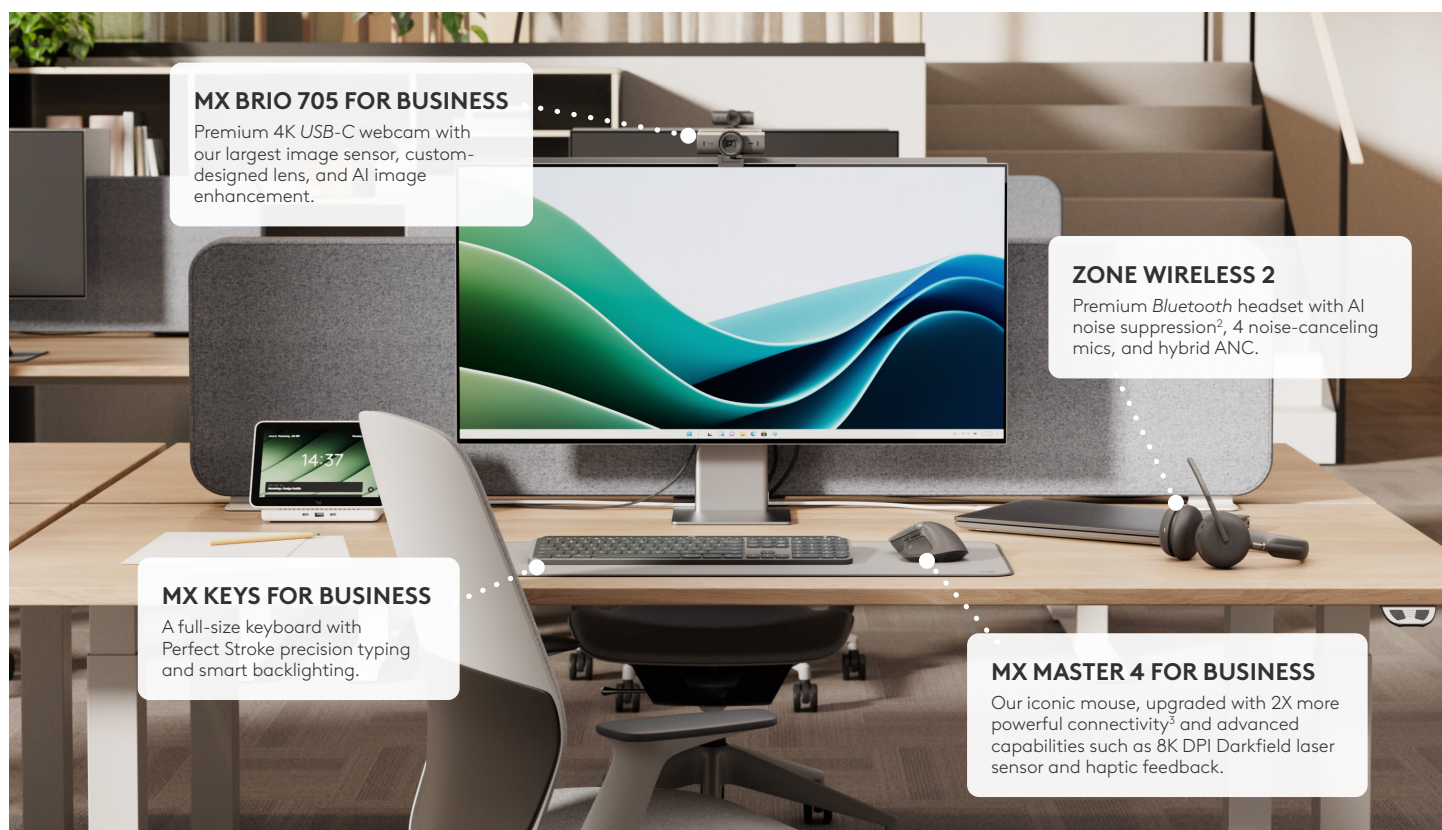 MX BRIO 705 FOR BUSINESS
Premium 4K USB-C webcam with
our largest image sensor, custom-
designed lens, and AI image
enhancement.
ZONE WIRELESS 2
Premium Bluetooth headset with AI
noise suppression², 4 noise-canceling
mics, and hybrid ANC.
14:37
MX KEYS FOR BUSINESS
A full-size keyboard with
Perfect Stroke precision typing
and smart backlighting.
MX MASTER 4 FOR BUSINESS
Our iconic mouse, upgraded with 2X more
powerful connectivity³ and advanced
capabilities such as 8K DPI Darkfield laser
sensor and haptic feedback.